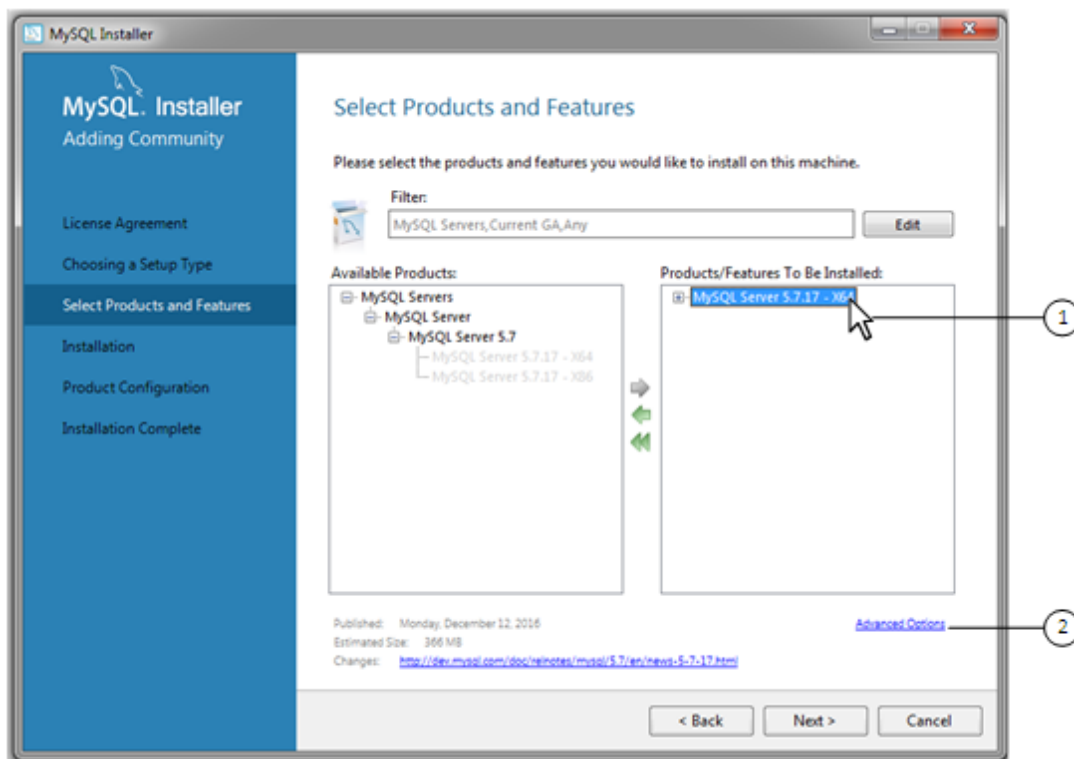 MySQL Installer
MySQL. Installer
Adding Community
License Agreement
Choosing a Setup Type
Select Products and Features
Installation
Product Configuration
Installation Complete
Select Products and Features
Please select the products and features you would like to install on this machine.
Filter:
MySQL Servers,Current GA,Any
Edit
Available Products:
MySQL Servers
MySQL Server
MySQL Server 5.7
MySQL Server 5.7.17 - X64
MySQL Server 5.7.17 - X86
Products/Features To Be Installed:
MySQL Server 5.7.17 - X64
1
Published: Monday, December 12, 2016
Estimated Size: 366 MB
Changes: http://dev.mysql.com/doc/relnotes/mysql/5.7/en/news-5-7-17.html
Advanced Options
2
< Back
Next >
Cancel